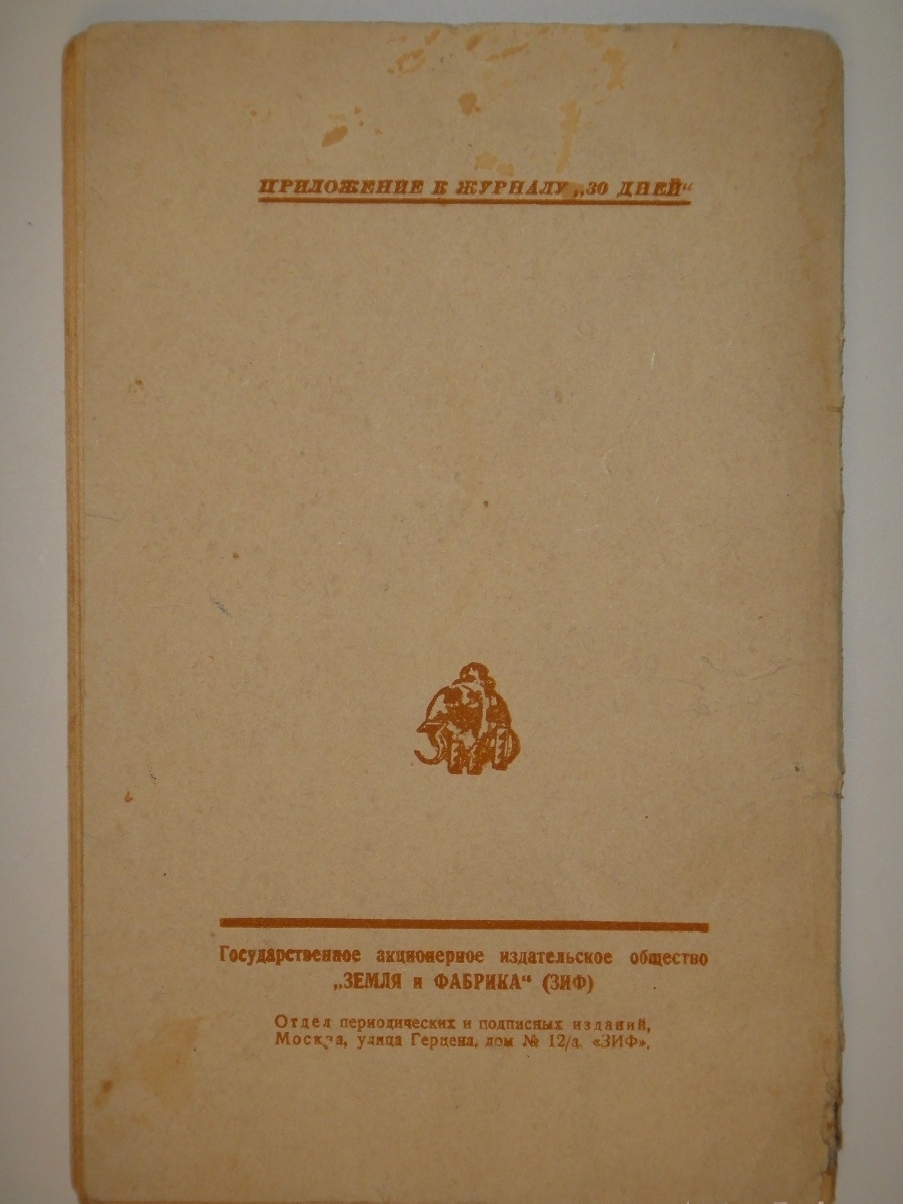 ПРИЛОЖЕНИЕ К ЖУРНАЛУ „30 ДНЕЙ“
Государственное акционерное издательское общество
„ЗЕМЛЯ и ФАБРИКА“ (ЗИФ)
Отдел периодических и подписных изданий,
Москва, улица Герцена, дом № 12/а. «ЗИФ».